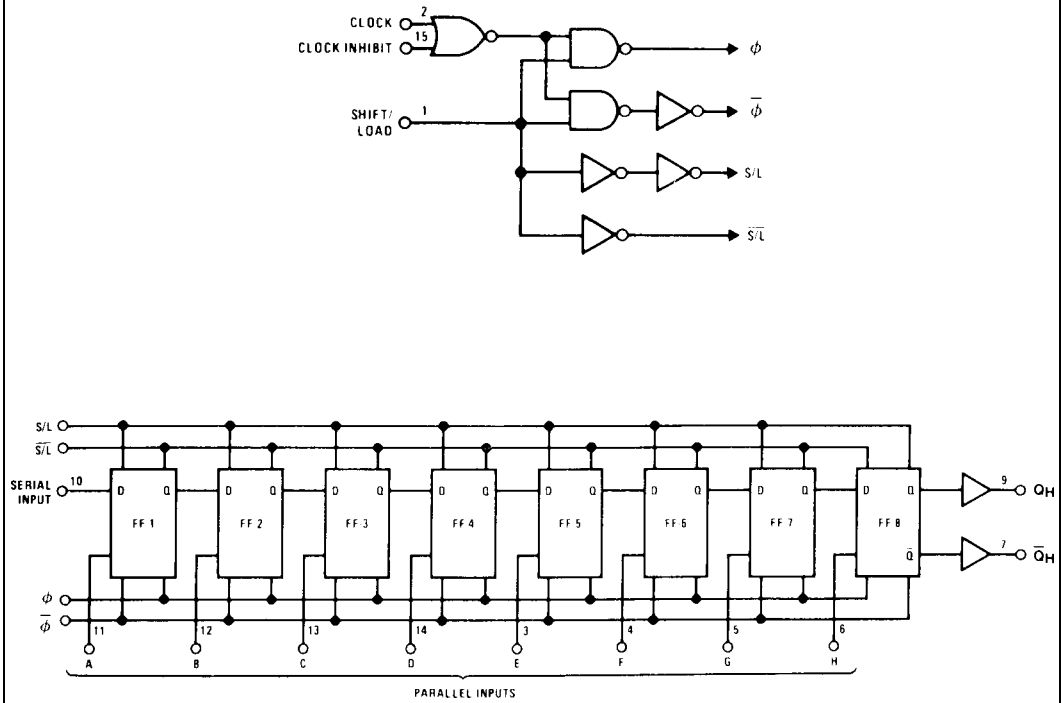 CLOCK 2
CLOCK INHIBIT 15
ϕ
SHIFT/ 1
LOAD
ϕ̅
S/L
S̅/̅L̅
S/L
S̅/̅L̅
SERIAL 10
INPUT
D Q D Q D Q D Q D Q D Q D Q D Q
9 QH
FF 1 FF 2 FF 3 FF 4 FF 5 FF 6 FF 7 FF 8
Q̅ 7 Q̅H
ϕ
ϕ̅
11 12 13 14 3 4 5 6
A B C D E F G H
PARALLEL INPUTS